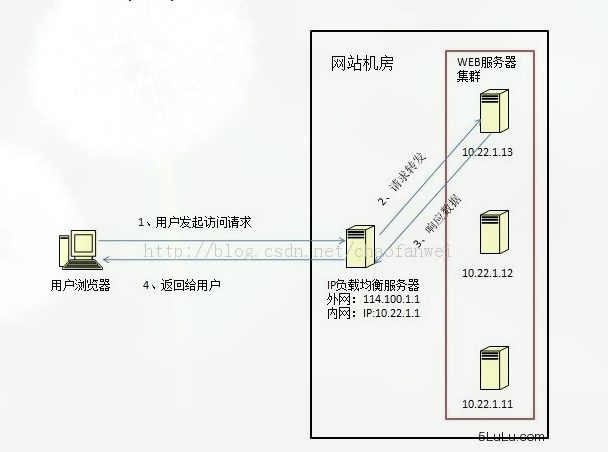 网站机房
WEB服务器
集群
10.22.1.13
2、请求转发
3、响应数据
1、用户发起访问请求
http://blog.csdn.net/chaofanwei
用户浏览器
4、返回给用户
IP负载均衡服务器
外网：114.100.1.1
内网：IP:10.22.1.1
10.22.1.12
10.22.1.11
5LuLu.com